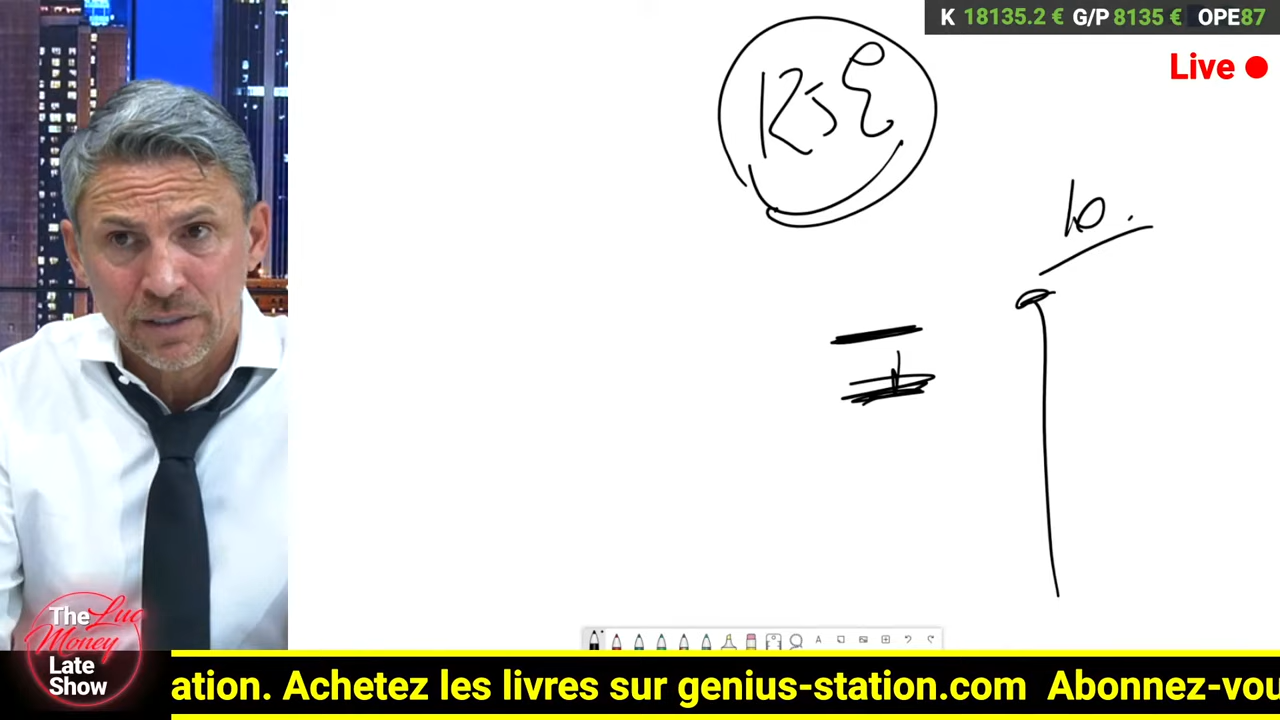 K 18135.2 € G/P 8135 € OPE87
Live
The Luc
Money
Late
Show
ation. Achetez les livres sur genius-station.com Abonnez-vou